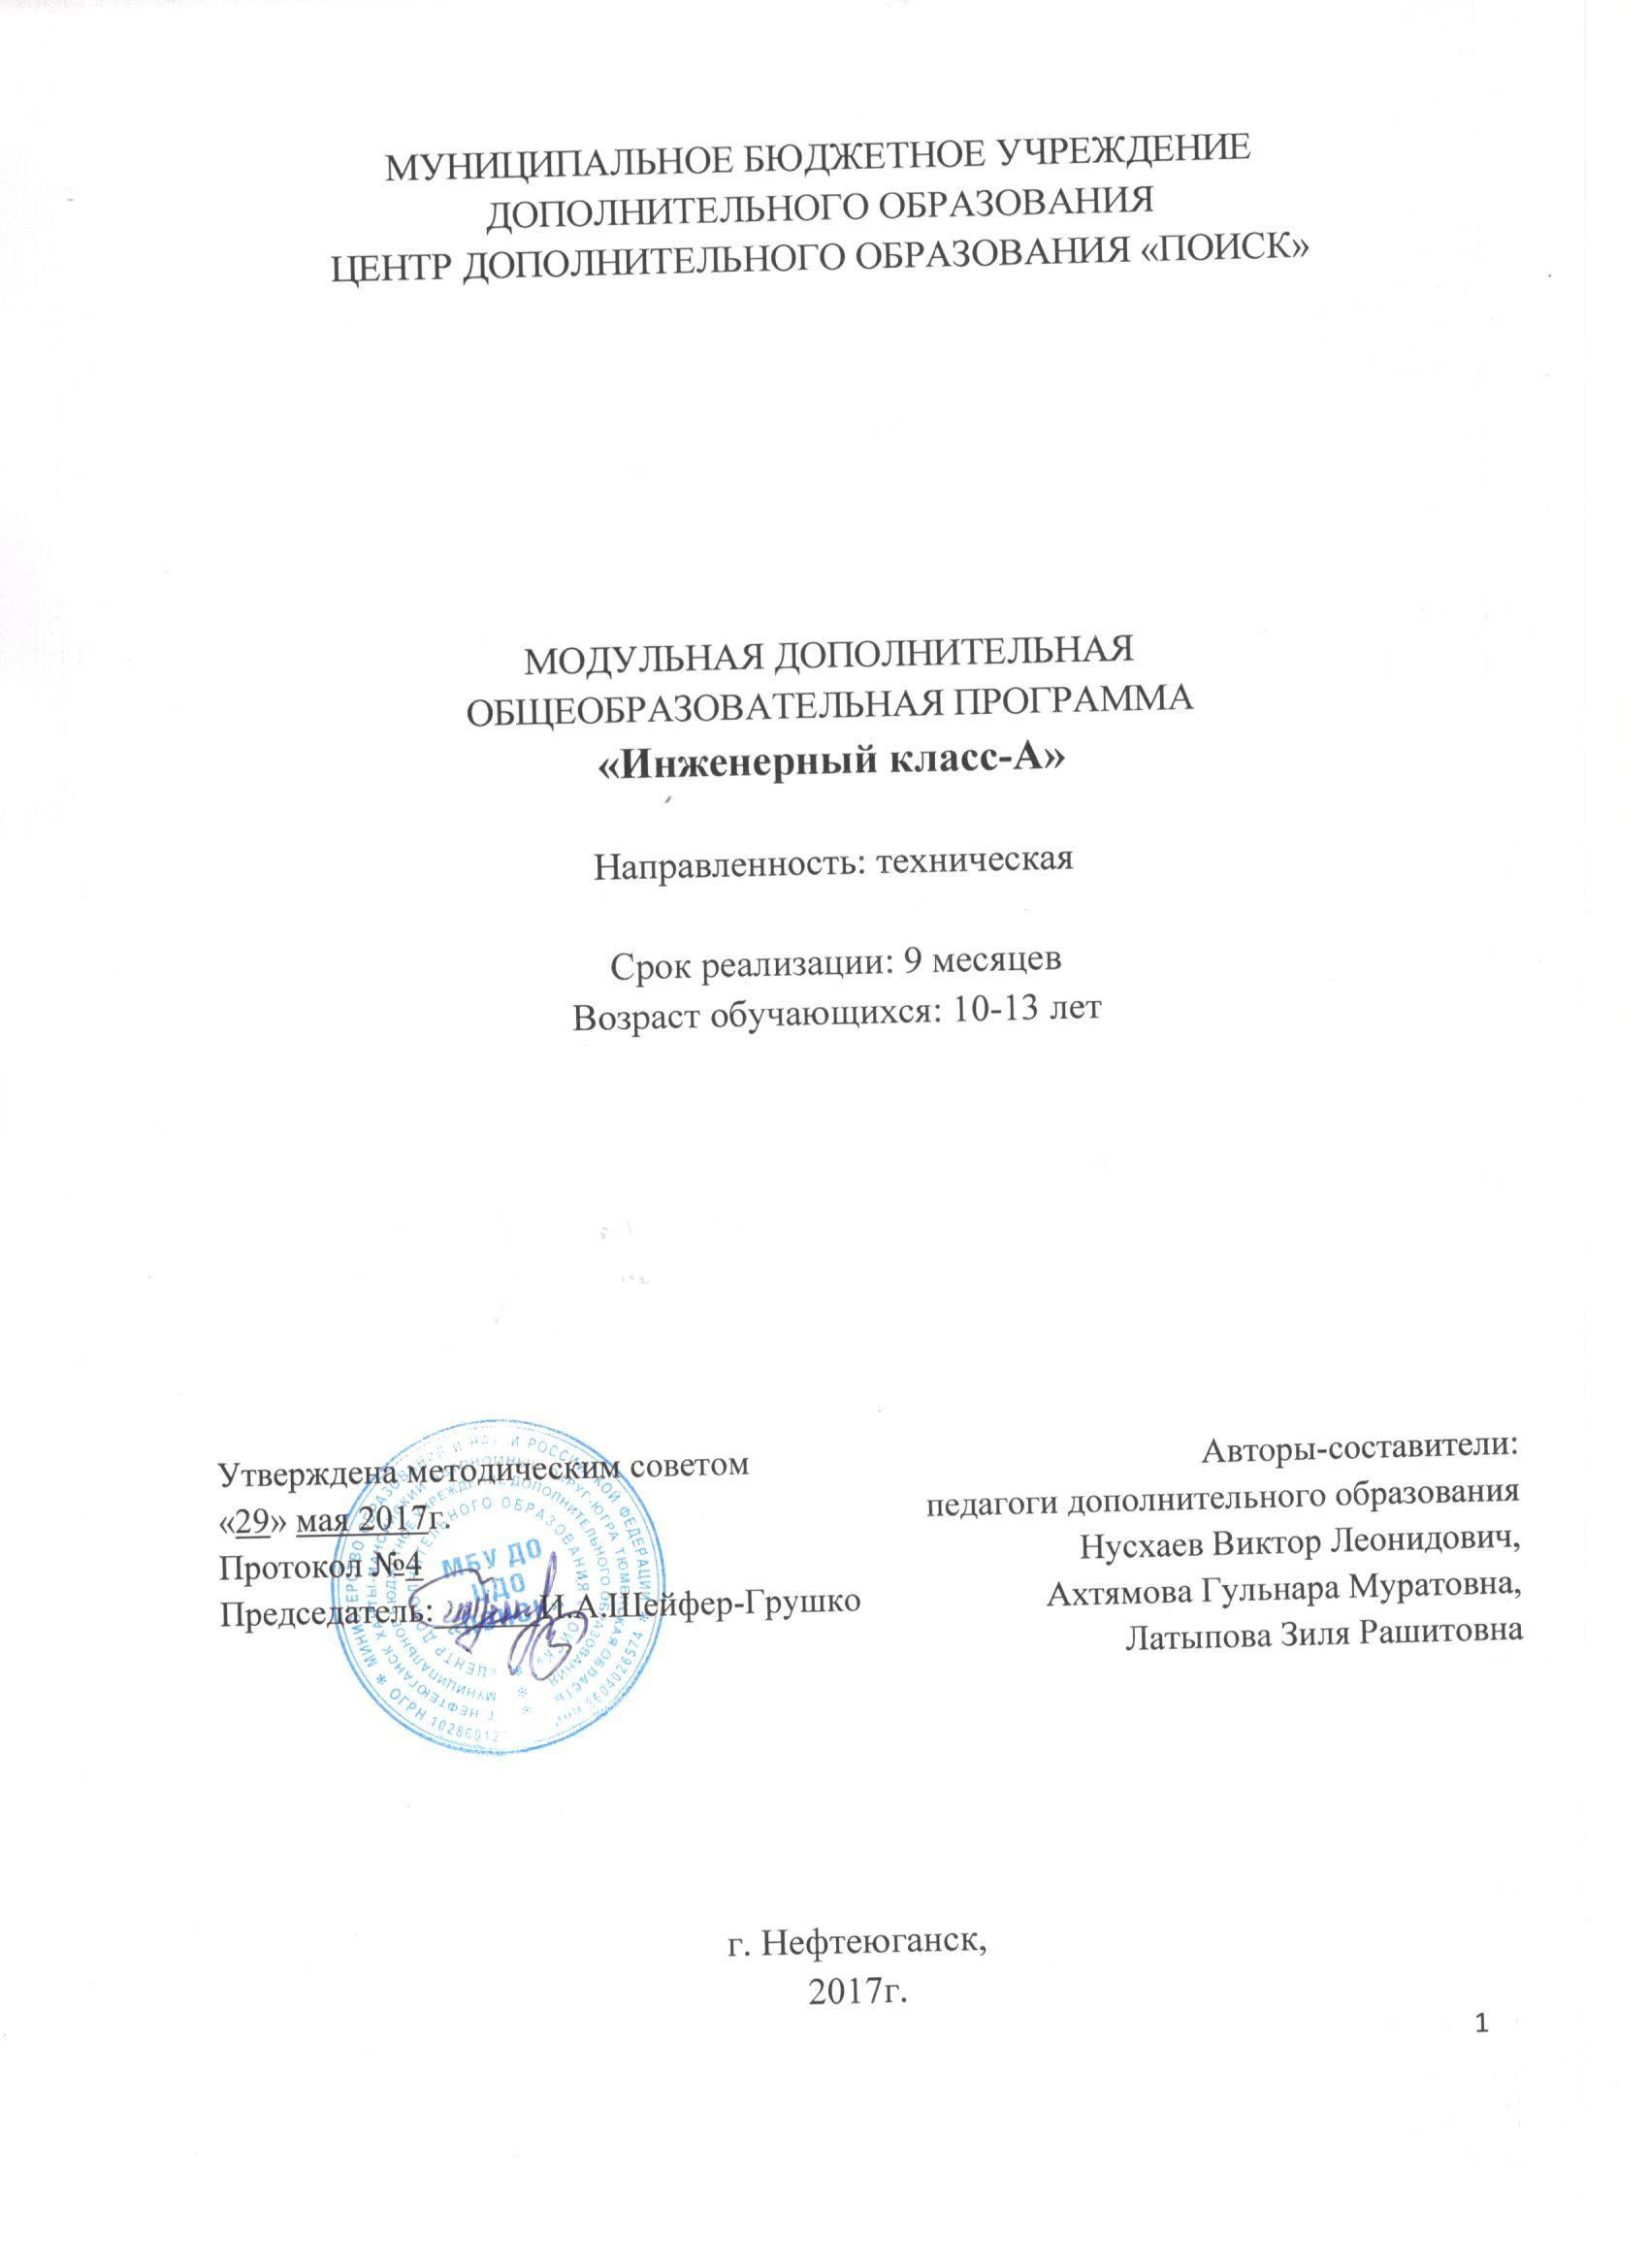 МУНИЦИПАЛЬНОЕ БЮДЖЕТНОЕ УЧРЕЖДЕНИЕ
ДОПОЛНИТЕЛЬНОГО ОБРАЗОВАНИЯ
ЦЕНТР ДОПОЛНИТЕЛЬНОГО ОБРАЗОВАНИЯ «ПОИСК»
МОДУЛЬНАЯ ДОПОЛНИТЕЛЬНАЯ
ОБЩЕОБРАЗОВАТЕЛЬНАЯ ПРОГРАММА
«Инженерный класс-А»
Направленность: техническая
Срок реализации: 9 месяцев
Возраст обучающихся: 10-13 лет
Утверждена методическим советом
«29» мая 2017г.
Протокол №4
Председатель: И.А.Шейфер-Грушко
МБУ ДО
ЦДО
Авторы-составители:
педагоги дополнительного образования
Нусхаев Виктор Леонидович,
Ахтямова Гульнара Муратовна,
Латыпова Зиля Рашитовна
г. Нефтеюганск,
2017г.
1